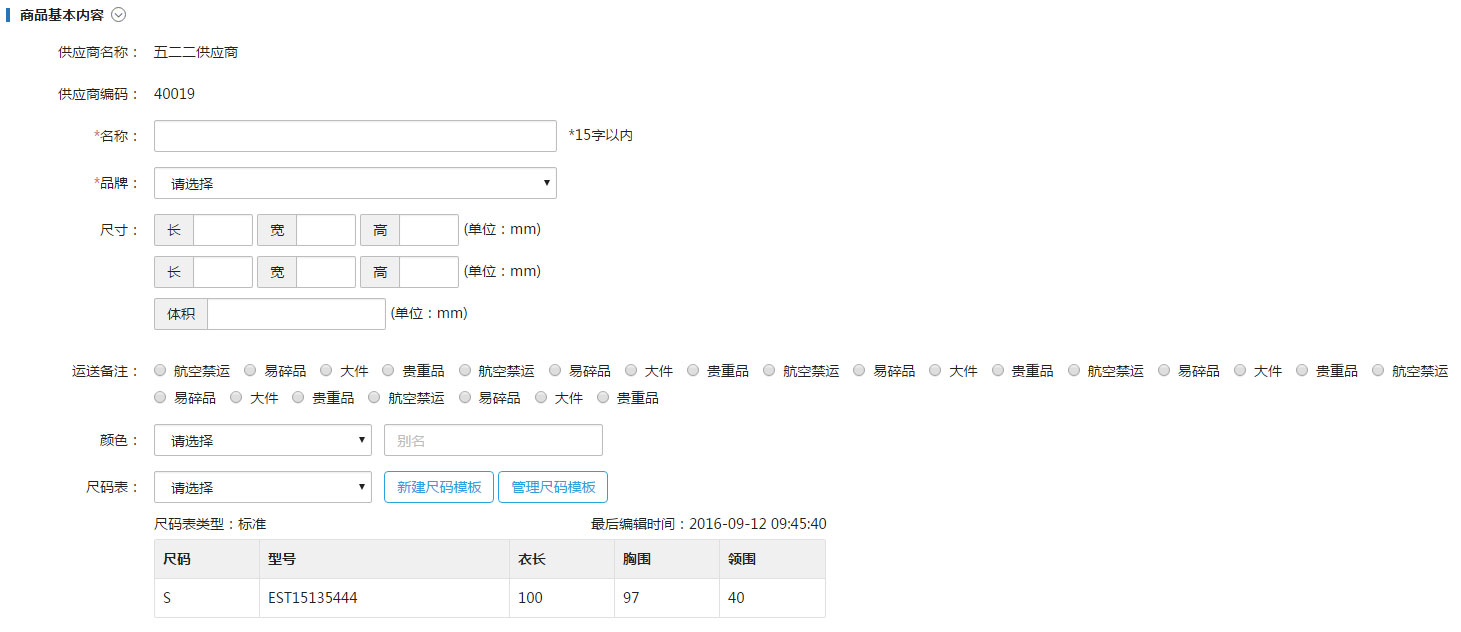 商品基本内容
供应商名称： 五二二供应商
供应商编码： 40019
*名称： *15字以内
*品牌： 请选择
尺寸： 长 宽 高 (单位：mm)
长 宽 高 (单位：mm)
体积 (单位：mm)
运送备注： 航空禁运 易碎品 大件 贵重品 航空禁运 易碎品 大件 贵重品 航空禁运 易碎品 大件 贵重品 航空禁运 易碎品 大件 贵重品 航空禁运
易碎品 大件 贵重品 航空禁运 易碎品 大件 贵重品
颜色： 请选择 别名
尺码表： 请选择 新建尺码模板 管理尺码模板
尺码表类型：标准 最后编辑时间：2016-09-12 09:45:40
尺码 型号 衣长 胸围 领围
S EST15135444 100 97 40